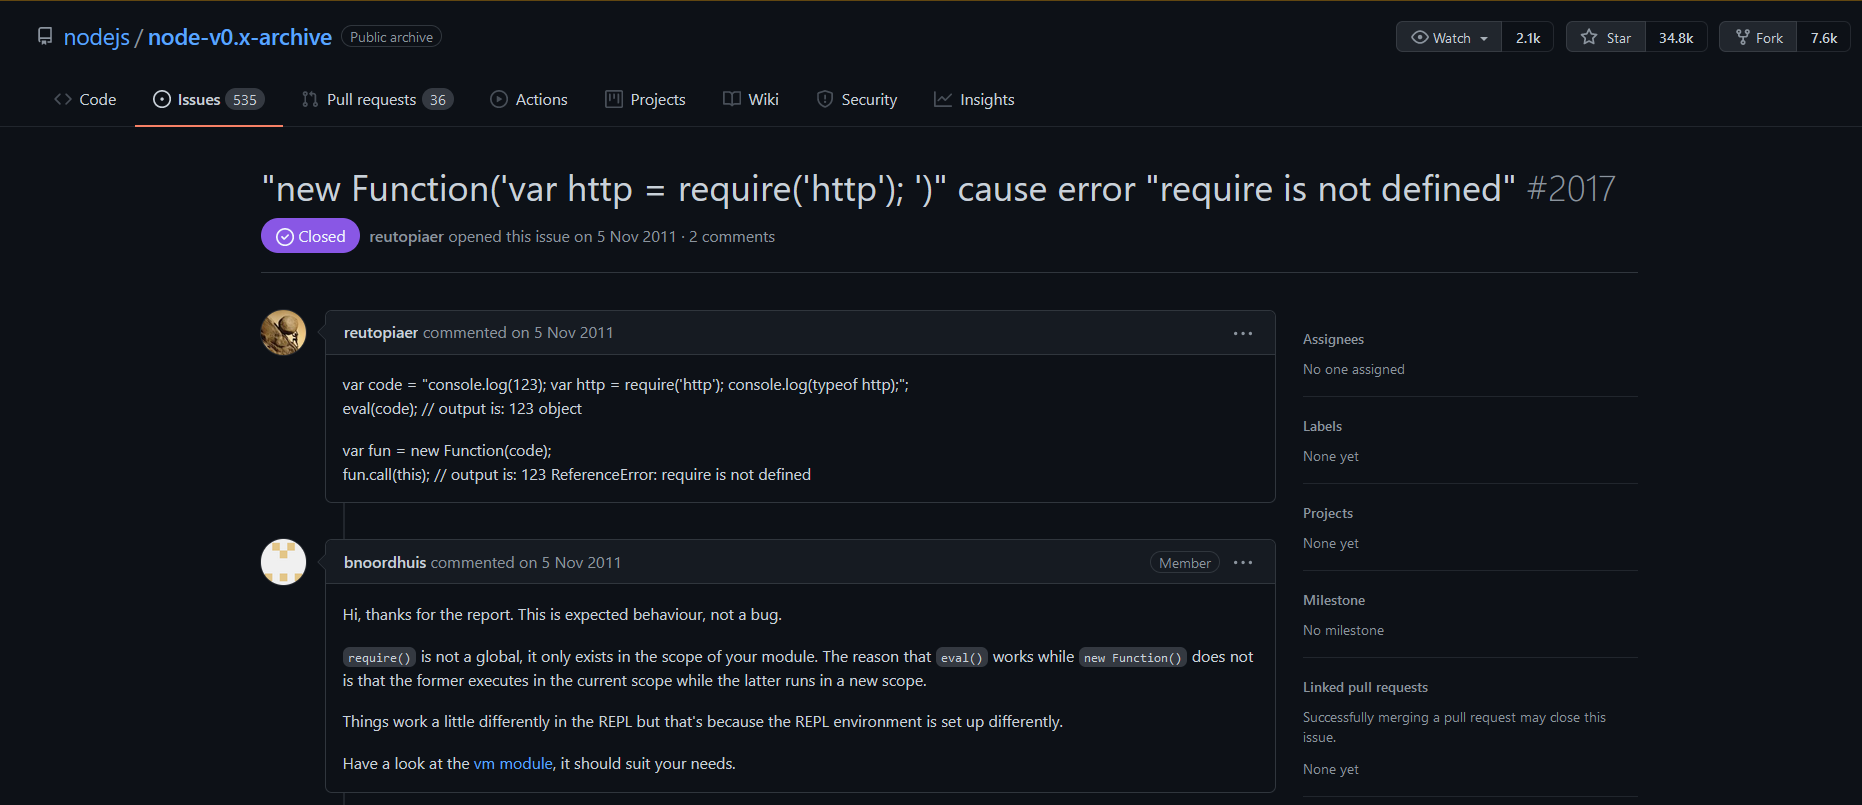 nodejs / node-v0.x-archive Public archive
Watch 2.1k Star 34.8k Fork 7.6k
Code Issues 535 Pull requests 36 Actions Projects Wiki Security Insights
"new Function('var http = require('http'); ')" cause error "require is not defined" #2017
Closed reutopiaer opened this issue on 5 Nov 2011 · 2 comments
reutopiaer commented on 5 Nov 2011 ...
var code = "console.log(123); var http = require('http'); console.log(typeof http);";
eval(code); // output is: 123 object
var fun = new Function(code);
fun.call(this); // output is: 123 ReferenceError: require is not defined
bnoordhuis commented on 5 Nov 2011 Member ...
Hi, thanks for the report. This is expected behaviour, not a bug.
require() is not a global, it only exists in the scope of your module. The reason that eval() works while new Function() does not
is that the former executes in the current scope while the latter runs in a new scope.
Things work a little differently in the REPL but that's because the REPL environment is set up differently.
Have a look at the vm module, it should suit your needs.
Assignees
No one assigned
Labels
None yet
Projects
None yet
Milestone
No milestone
Linked pull requests
Successfully merging a pull request may close this
issue.
None yet